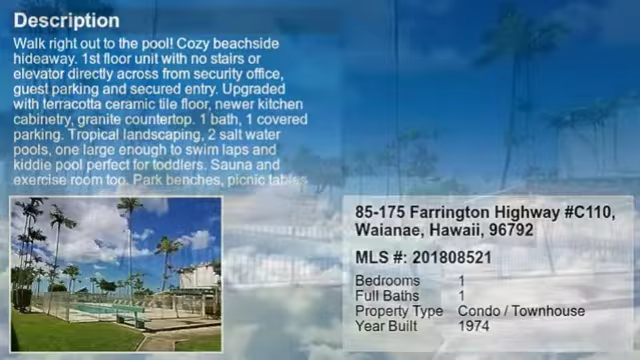 Description
Walk right out to the pool! Cozy beachside
hideaway. 1st floor unit with no stairs or
elevator directly across from security office,
guest parking and secured entry. Upgraded
with terracotta ceramic tile floor, newer kitchen
cabinetry, granite countertop. 1 bath, 1 covered
parking. Tropical landscaping, 2 salt water
pools, one large enough to swim laps and
kiddie pool perfect for toddlers. Sauna and
exercise room too. Park benches, picnic tables
85-175 Farrington Highway #C110,
Waianae, Hawaii, 96792
MLS #: 201808521
Bedrooms 1
Full Baths 1
Property Type Condo / Townhouse
Year Built 1974